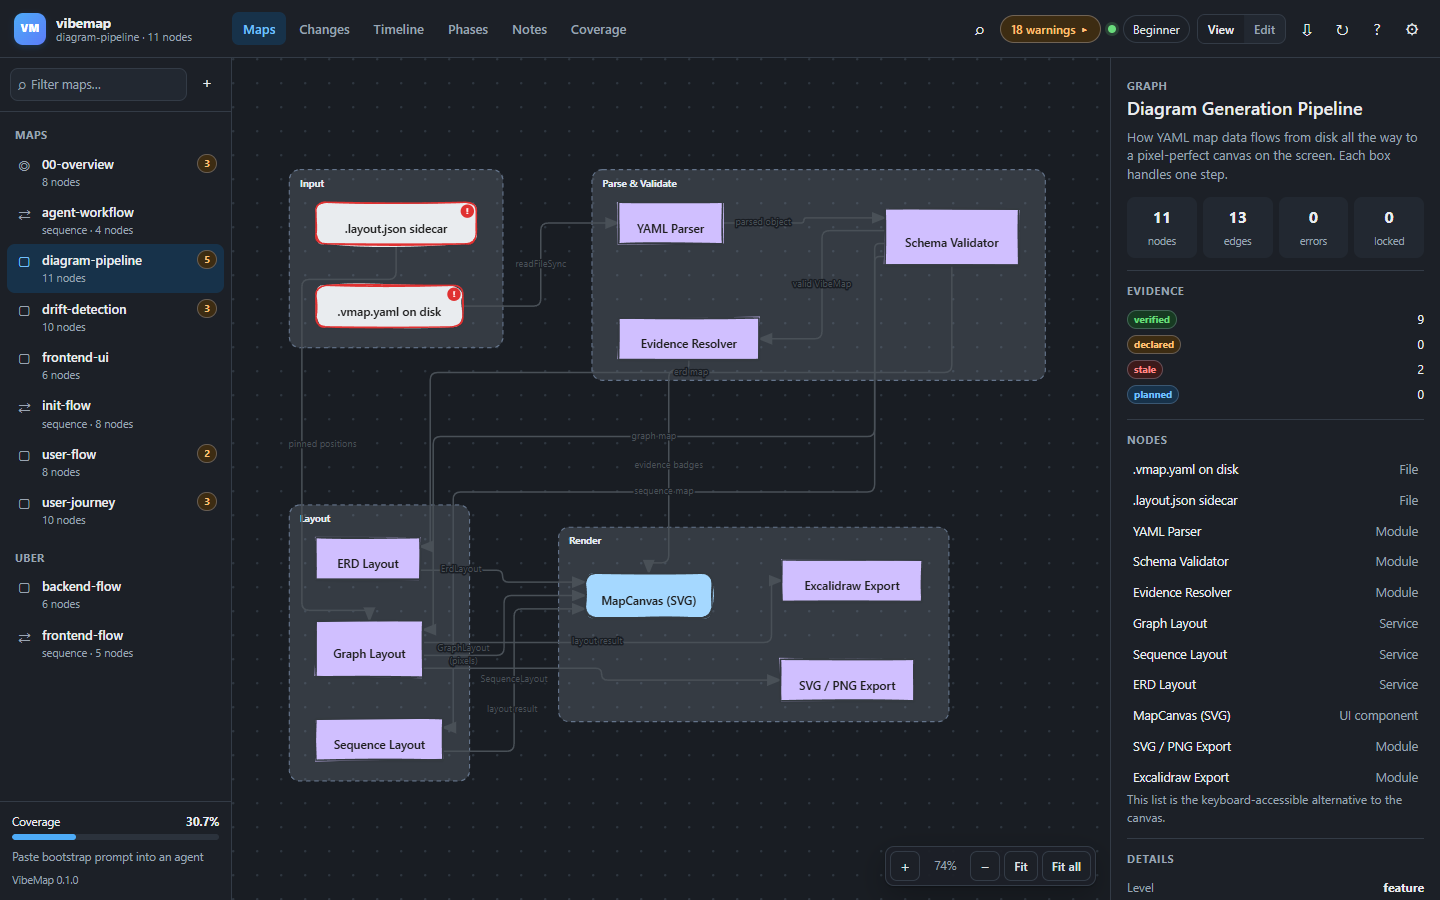 VM
vibemap
diagram-pipeline · 11 nodes
Maps
Changes
Timeline
Phases
Notes
Coverage
18 warnings ▸
Beginner
View
Edit
?
Filter maps...
+
MAPS
00-overview
3
8 nodes
agent-workflow
sequence · 4 nodes
diagram-pipeline
5
11 nodes
drift-detection
3
10 nodes
frontend-ui
6 nodes
init-flow
sequence · 8 nodes
user-flow
2
8 nodes
user-journey
3
10 nodes
UBER
backend-flow
6 nodes
frontend-flow
sequence · 5 nodes
Coverage
30.7%
Paste bootstrap prompt into an agent
VibeMap 0.1.0
Input
.layout.json sidecar
!
.vmap.yaml on disk
!
readFileSync
Parse & Validate
YAML Parser
parsed object
Schema Validator
valid VibeMap
Evidence Resolver
erd map
pinned positions
graph map
evidence badges
sequence map
Layout
ERD Layout
ErdLayout
Graph Layout
GraphLayout
(pixels)
Sequence Layout
SequenceLayout
layout result
Render
MapCanvas (SVG)
Excalidraw Export
layout result
SVG / PNG Export
+
74%
−
Fit
Fit all
GRAPH
Diagram Generation Pipeline
How YAML map data flows from disk all the way to
a pixel-perfect canvas on the screen. Each box
handles one step.
11
nodes
13
edges
0
errors
0
locked
EVIDENCE
verified
9
declared
0
stale
2
planned
0
NODES
.vmap.yaml on disk
File
.layout.json sidecar
File
YAML Parser
Module
Schema Validator
Module
Evidence Resolver
Module
Graph Layout
Service
Sequence Layout
Service
ERD Layout
Service
MapCanvas (SVG)
UI component
SVG / PNG Export
Module
Excalidraw Export
Module
This list is the keyboard-accessible alternative to the
canvas.
DETAILS
Level
feature